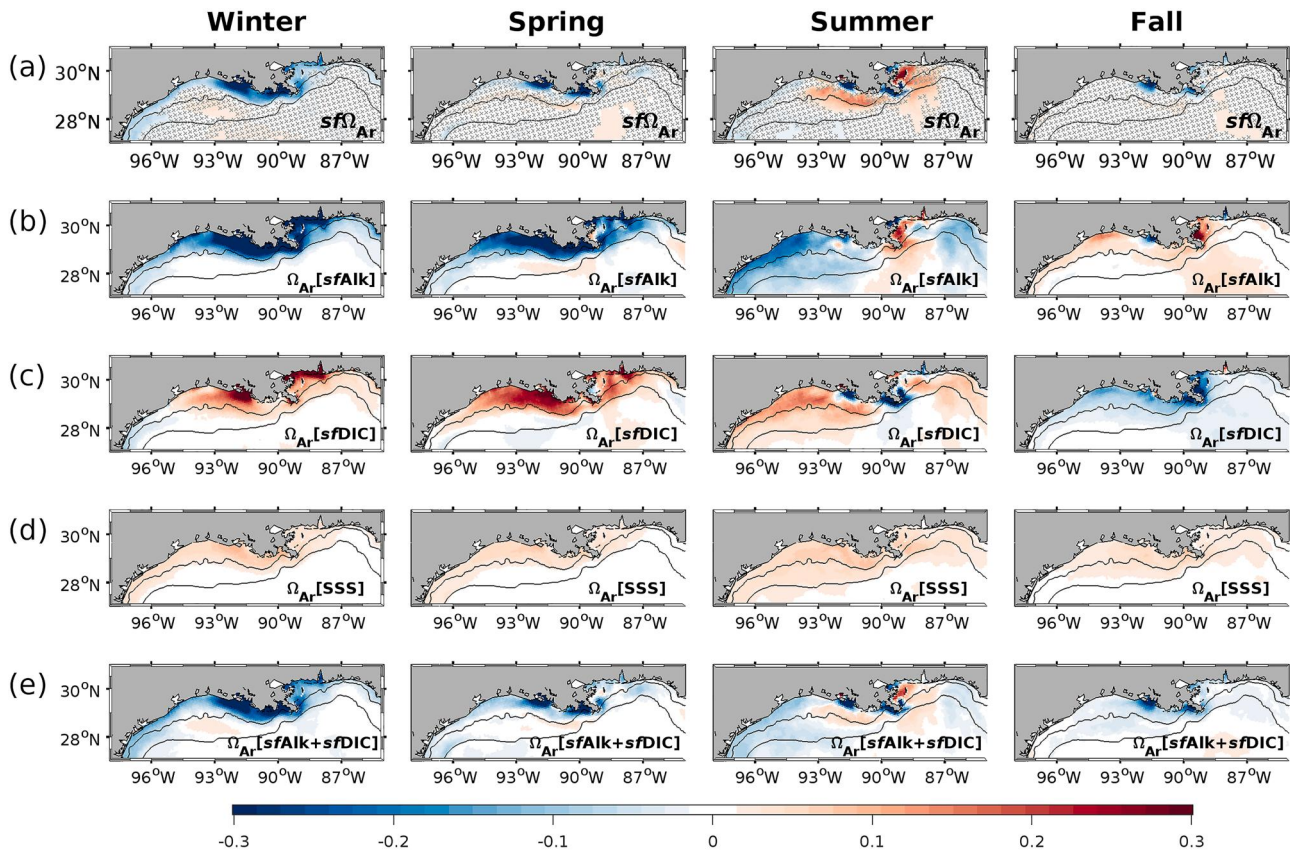 Winter Spring Summer Fall
(a)
30°N
28°N
sfΩAr sfΩAr sfΩAr sfΩAr
96°W 93°W 90°W 87°W 96°W 93°W 90°W 87°W 96°W 93°W 90°W 87°W 96°W 93°W 90°W 87°W
(b)
30°N
28°N
ΩAr[sfAlk] ΩAr[sfAlk] ΩAr[sfAlk] ΩAr[sfAlk]
96°W 93°W 90°W 87°W 96°W 93°W 90°W 87°W 96°W 93°W 90°W 87°W 96°W 93°W 90°W 87°W
(c)
30°N
28°N
ΩAr[sfDIC] ΩAr[sfDIC] ΩAr[sfDIC] ΩAr[sfDIC]
96°W 93°W 90°W 87°W 96°W 93°W 90°W 87°W 96°W 93°W 90°W 87°W 96°W 93°W 90°W 87°W
(d)
30°N
28°N
ΩAr[SSS] ΩAr[SSS] ΩAr[SSS] ΩAr[SSS]
96°W 93°W 90°W 87°W 96°W 93°W 90°W 87°W 96°W 93°W 90°W 87°W 96°W 93°W 90°W 87°W
(e)
30°N
28°N
ΩAr[sfAlk+sfDIC] ΩAr[sfAlk+sfDIC] ΩAr[sfAlk+sfDIC] ΩAr[sfAlk+sfDIC]
96°W 93°W 90°W 87°W 96°W 93°W 90°W 87°W 96°W 93°W 90°W 87°W 96°W 93°W 90°W 87°W
-0.3 -0.2 -0.1 0 0.1 0.2 0.3